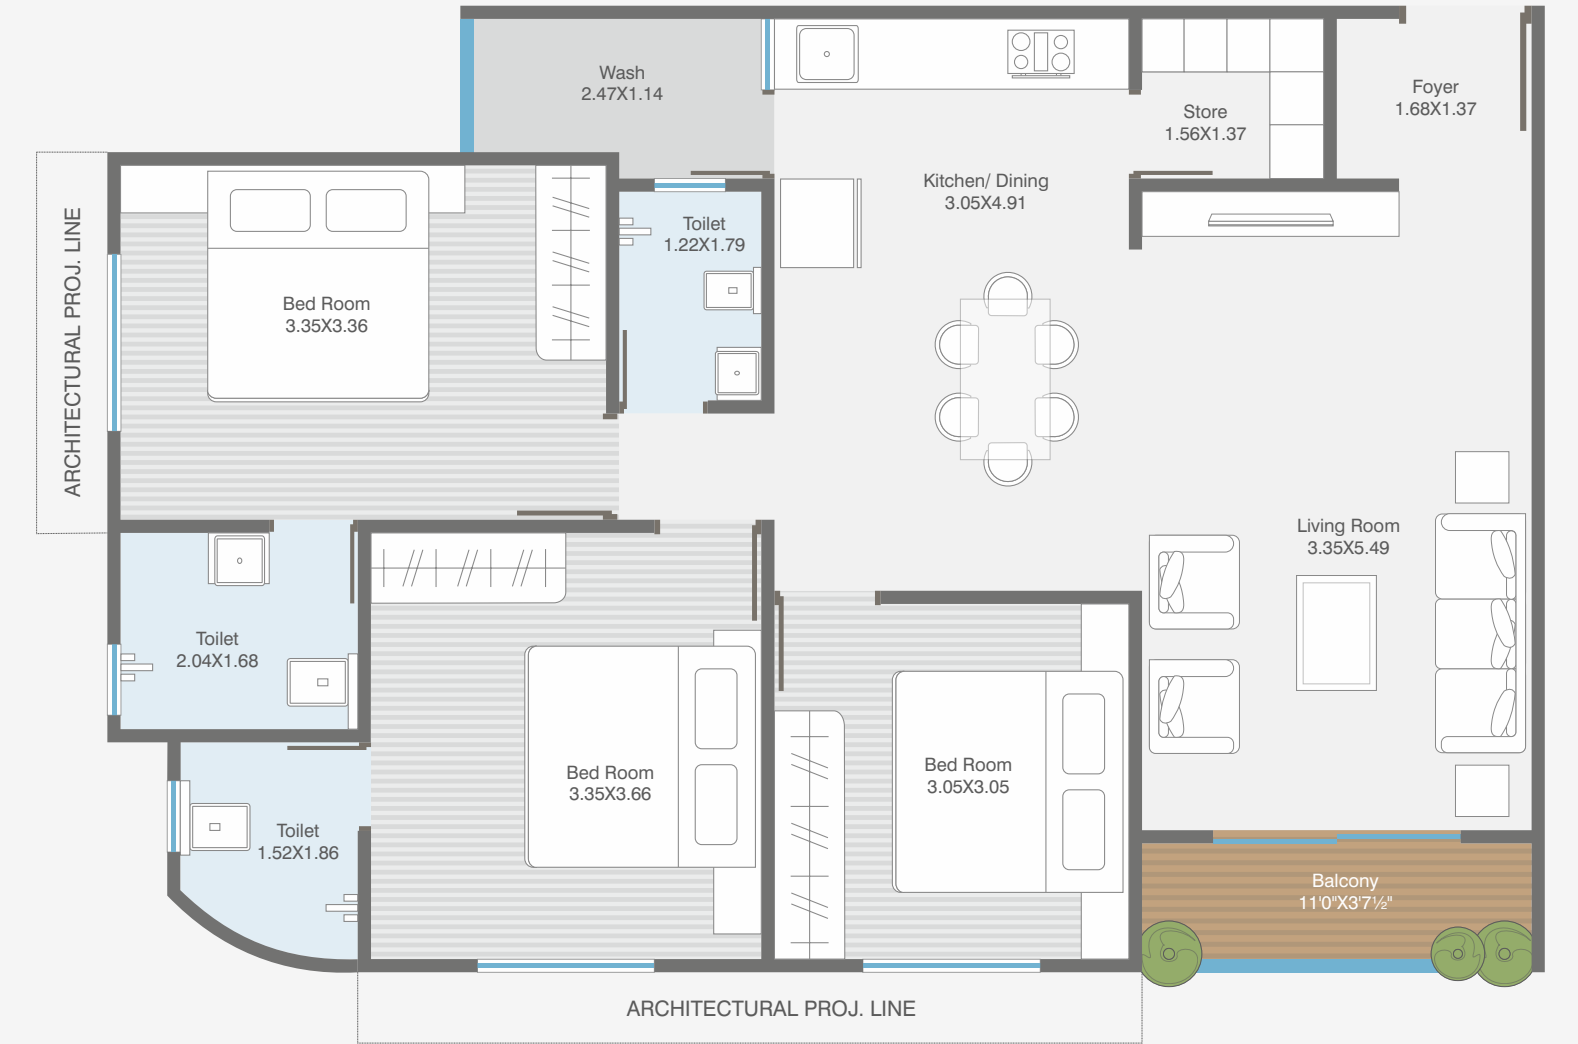 Wash
2.47X1.14
Foyer
1.68X1.37
Store
1.56X1.37
Kitchen/ Dining
3.05X4.91
Toilet
1.22X1.79
Bed Room
3.35X3.36
ARCHITECTURAL PROJ. LINE
Living Room
3.35X5.49
Toilet
2.04X1.68
Bed Room
3.35X3.66
Bed Room
3.05X3.05
Toilet
1.52X1.86
Balcony
11'0"X3'7½"
ARCHITECTURAL PROJ. LINE